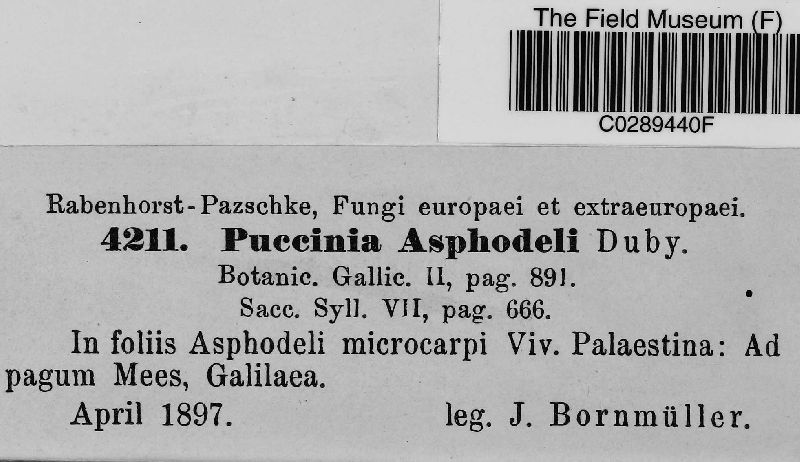 The Field Museum (F)
C0289440F
Rabenhorst-Pazschke, Fungi europaei et extraeuropaei.
4211. Puccinia Asphodeli Duby.
Botanic. Gallic. II, pag. 891.
Sacc. Syll. VII, pag. 666.
In foliis Asphodeli microcarpi Viv. Palaestina: Ad
pagum Mees, Galilaea.
April 1897. leg. J. Bornmüller.